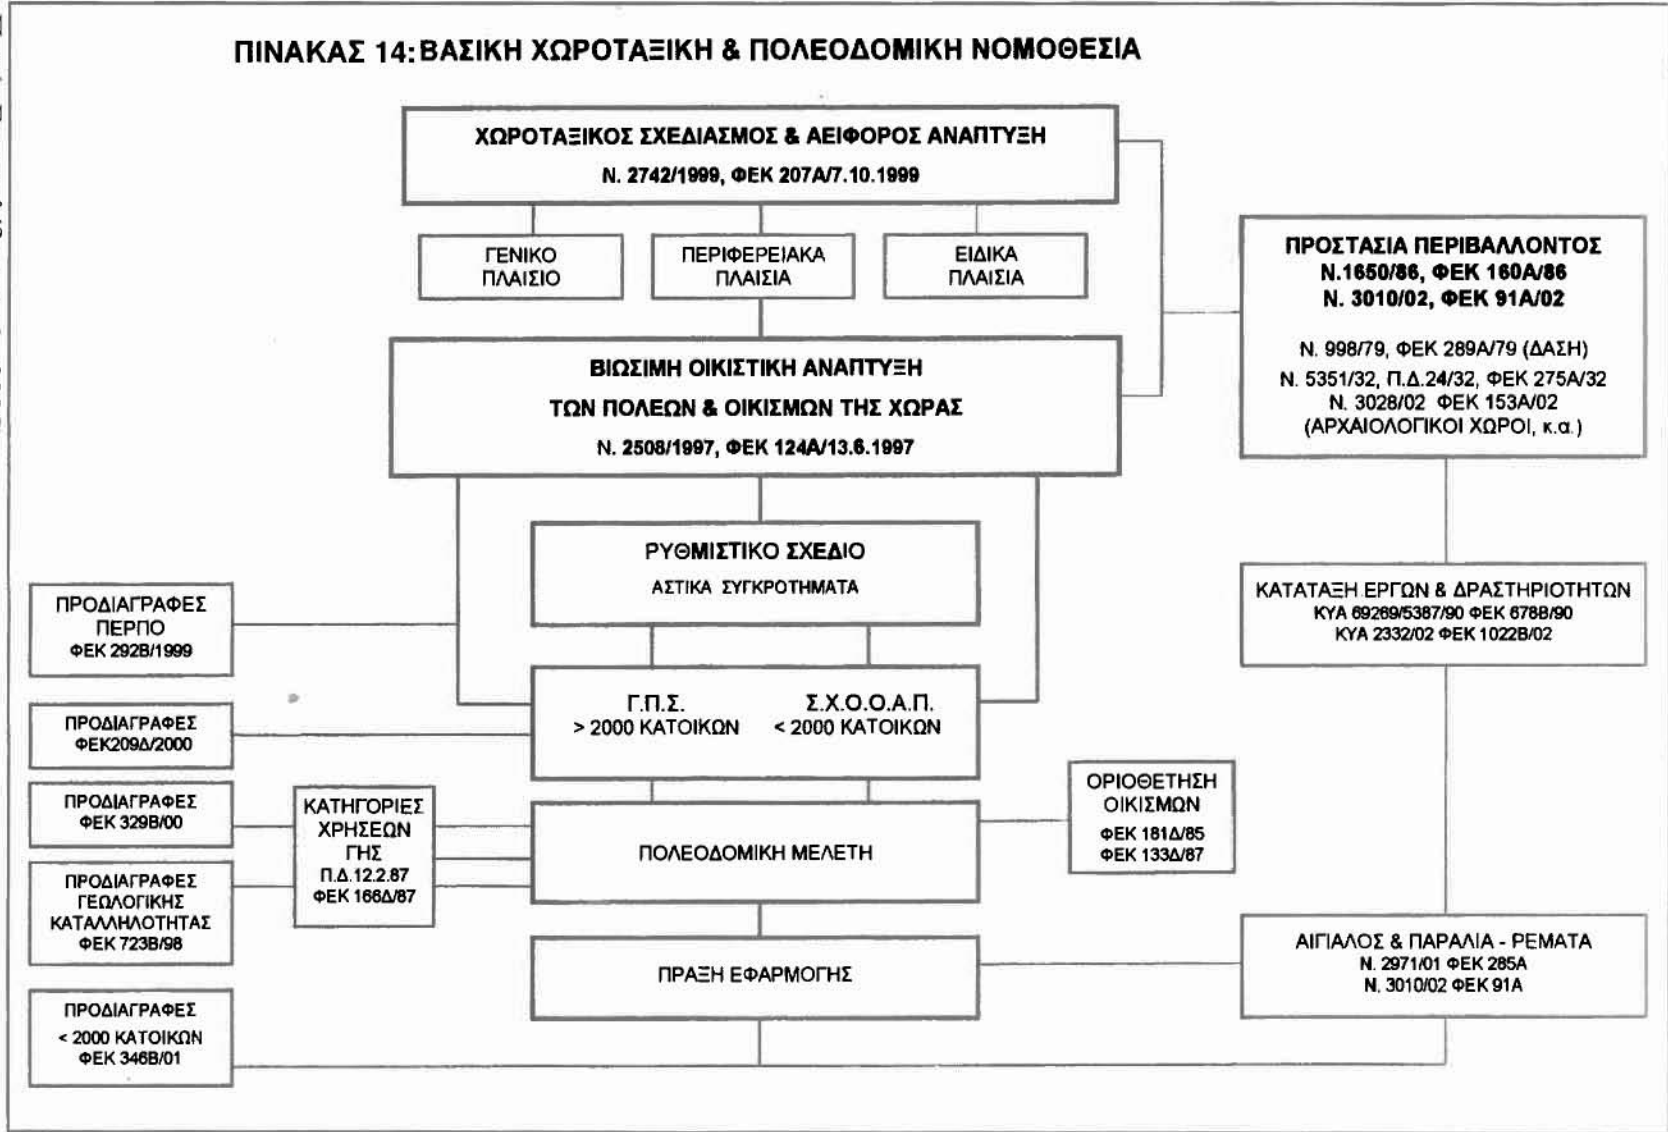 ΠΙΝΑΚΑΣ 14: ΒΑΣΙΚΗ ΧΩΡΟΤΑΞΙΚΗ & ΠΟΛΕΟΔΟΜΙΚΗ ΝΟΜΟΘΕΣΙΑ
ΧΩΡΟΤΑΞΙΚΟΣ ΣΧΕΔΙΑΣΜΟΣ & ΑΕΙΦΟΡΟΣ ΑΝΑΠΤΥΞΗ
Ν. 2742/1999, ΦΕΚ 207Α/7.10.1999
ΓΕΝΙΚΟ
ΠΛΑΙΣΙΟ
ΠΕΡΙΦΕΡΕΙΑΚΑ
ΠΛΑΙΣΙΑ
ΕΙΔΙΚΑ
ΠΛΑΙΣΙΑ
ΠΡΟΣΤΑΣΙΑ ΠΕΡΙΒΑΛΛΟΝΤΟΣ
Ν.1650/86, ΦΕΚ 160Α/86
Ν. 3010/02, ΦΕΚ 91Α/02
Ν. 998/79, ΦΕΚ 289Α/79 (ΔΑΣΗ)
Ν. 5351/32, Π.Δ.24/32, ΦΕΚ 275Α/32
Ν. 3028/02 ΦΕΚ 153Α/02
(ΑΡΧΑΙΟΛΟΓΙΚΟΙ ΧΩΡΟΙ, κ.α.)
ΒΙΩΣΙΜΗ ΟΙΚΙΣΤΙΚΗ ΑΝΑΠΤΥΞΗ
ΤΩΝ ΠΟΛΕΩΝ & ΟΙΚΙΣΜΩΝ ΤΗΣ ΧΩΡΑΣ
Ν. 2508/1997, ΦΕΚ 124Α/13.6.1997
ΡΥΘΜΙΣΤΙΚΟ ΣΧΕΔΙΟ
ΑΣΤΙΚΑ ΣΥΓΚΡΟΤΗΜΑΤΑ
ΠΡΟΔΙΑΓΡΑΦΕΣ
ΠΕΡΠΟ
ΦΕΚ 292Β/1999
ΚΑΤΑΤΑΞΗ ΕΡΓΩΝ & ΔΡΑΣΤΗΡΙΟΤΗΤΩΝ
ΚΥΑ 69269/5387/90 ΦΕΚ 678Β/90
ΚΥΑ 2332/02 ΦΕΚ 1022Β/02
Γ.Π.Σ.
> 2000 ΚΑΤΟΙΚΩΝ
Σ.Χ.Ο.Ο.Α.Π.
< 2000 ΚΑΤΟΙΚΩΝ
ΠΡΟΔΙΑΓΡΑΦΕΣ
ΦΕΚ209Δ/2000
ΠΡΟΔΙΑΓΡΑΦΕΣ
ΦΕΚ 329Β/00
ΚΑΤΗΓΟΡΙΕΣ
ΧΡΗΣΕΩΝ
ΓΗΣ
Π.Δ.12.2.87
ΦΕΚ 166Δ/87
ΠΟΛΕΟΔΟΜΙΚΗ ΜΕΛΕΤΗ
ΟΡΙΟΘΕΤΗΣΗ
ΟΙΚΙΣΜΩΝ
ΦΕΚ 181Δ/85
ΦΕΚ 133Δ/87
ΠΡΟΔΙΑΓΡΑΦΕΣ
ΓΕΩΛΟΓΙΚΗΣ
ΚΑΤΑΛΛΗΛΟΤΗΤΑΣ
ΦΕΚ 723Β/98
ΠΡΑΞΗ ΕΦΑΡΜΟΓΗΣ
ΑΙΓΙΑΛΟΣ & ΠΑΡΑΛΙΑ - ΡΕΜΑΤΑ
Ν. 2971/01 ΦΕΚ 285Α
Ν. 3010/02 ΦΕΚ 91Α
ΠΡΟΔΙΑΓΡΑΦΕΣ
< 2000 ΚΑΤΟΙΚΩΝ
ΦΕΚ 346Β/01